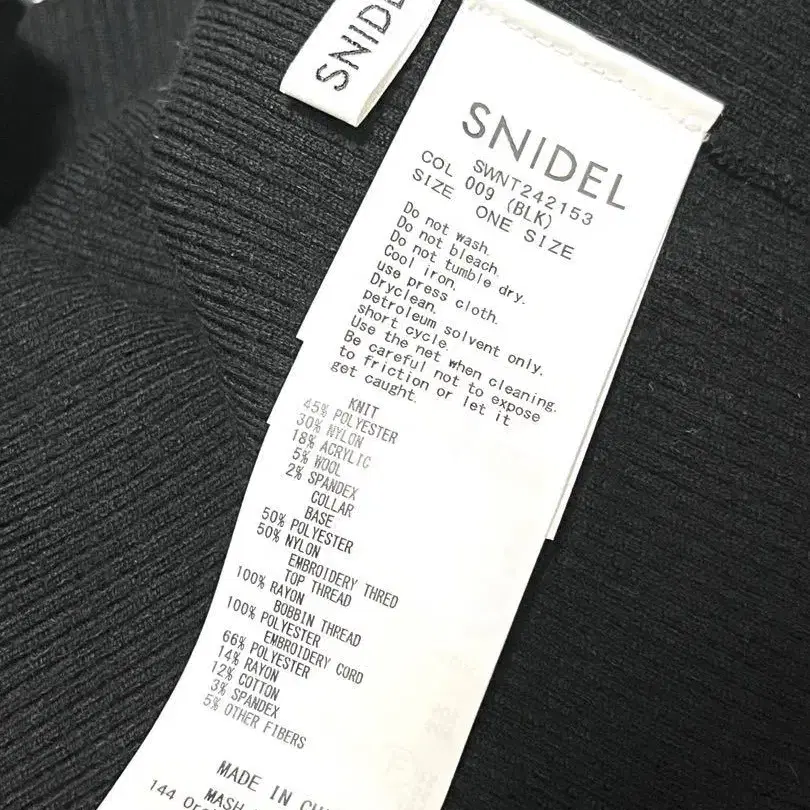 SNIDEL
SNIDEL
SWNT242153
COL 009 (BLK)
SIZE ONE SIZE
Do not wash.
Do not bleach.
Do not tumble dry.
Cool iron.
use press cloth.
Dryclean.
petroleum solvent only.
short cycle.
Use the net when cleaning.
Be careful not to expose
to friction or let it
get caught.
KNIT
45% POLYESTER
30% NYLON
18% ACRYLIC
5% WOOL
2% SPANDEX
COLLAR
BASE
50% POLYESTER
50% NYLON
EMBROIDERY THRED
TOP THREAD
100% RAYON
BOBBIN THREAD
100% POLYESTER
EMBROIDERY CORD
66% POLYESTER
14% RAYON
12% COTTON
3% SPANDEX
5% OTHER FIBERS
MADE IN
MASH
144